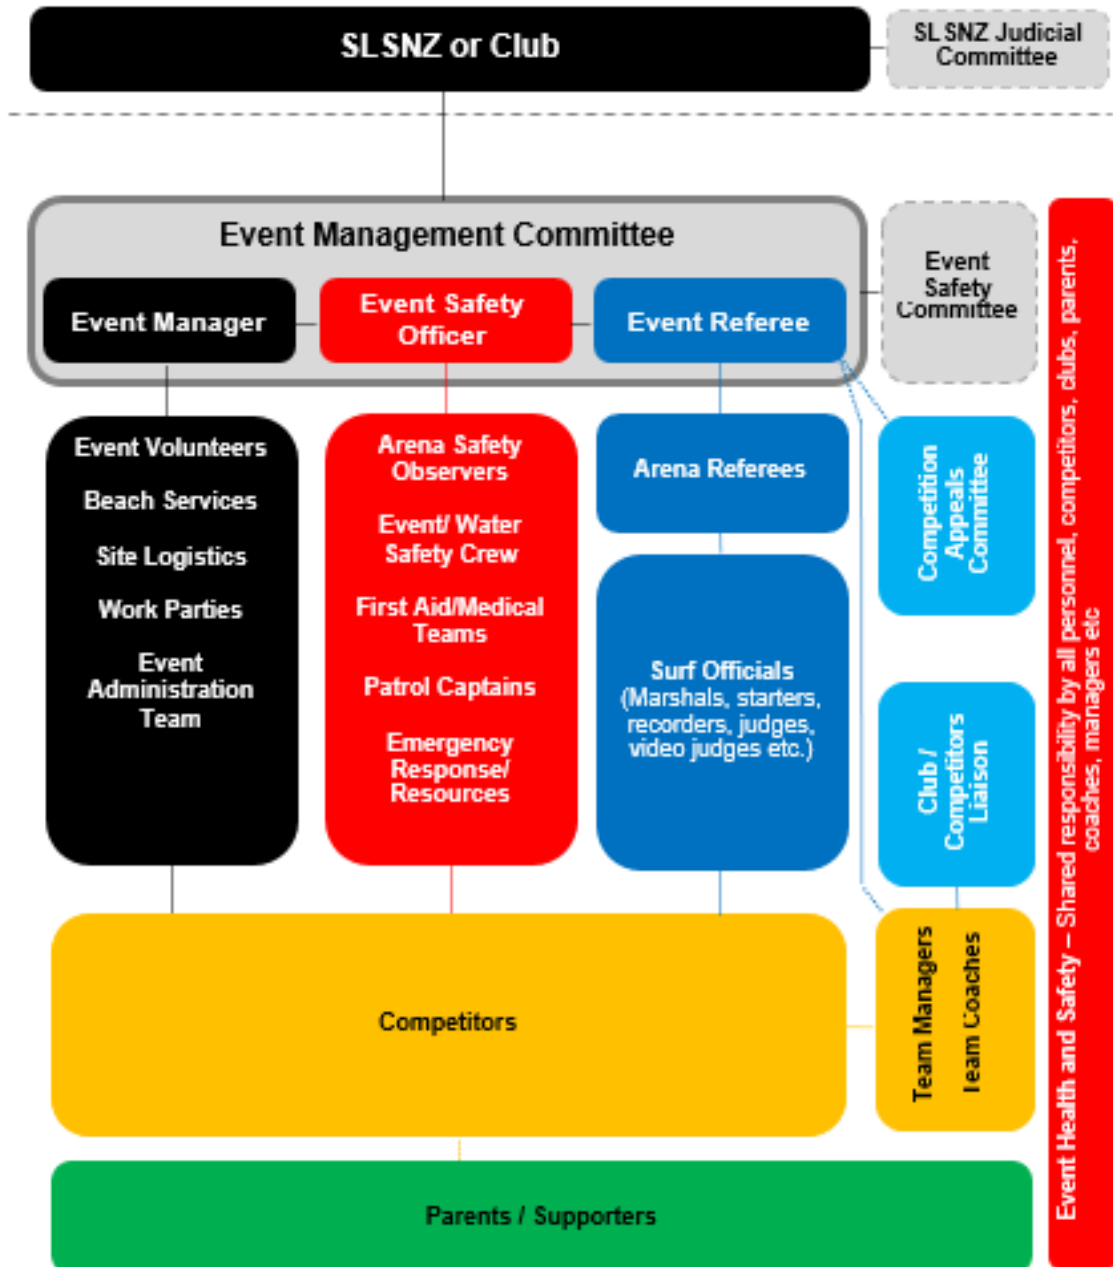 SLSNZ or Club
SLSNZ Judicial
Committee
Event Management Committee
Event Manager
Event Safety
Officer
Event Referee
Event
Safety
Committee
Event Volunteers
Beach Services
Site Logistics
Work Parties
Event
Administration
Team
Arena Safety
Observers
Event/ Water
Safety Crew
First Aid/Medical
Teams
Patrol Captains
Emergency
Response/
Resources
Arena Referees
Surf Officials
(Marshals, starters,
recorders, judges,
video judges etc.)
Competition
Appeals
Committee
Club /
Competitors
Liaison
Competitors
Team Managers
Team Coaches
Parents / Supporters
Event Health and Safety – Shared responsibility by all personnel, competitors, clubs, parents,
coaches, managers etc